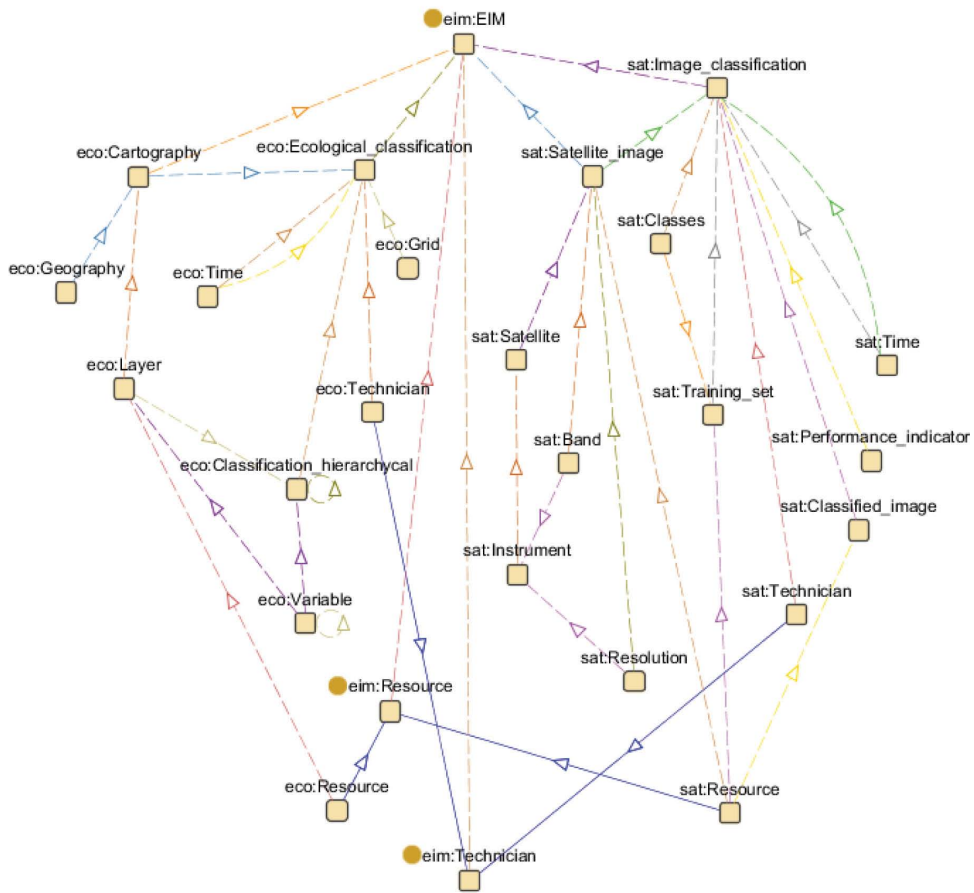 eim:EIM
sat:Image_classification
eco:Cartography
eco:Ecological_classification
sat:Satellite_image
sat:Classes
eco:Geography
eco:Time
eco:Grid
sat:Satellite
sat:Time
eco:Layer
eco:Technician
sat:Training_set
sat:Band
sat:Performance_indicator
eco:Classification_hierarchycal
sat:Classified_image
sat:Instrument
eco:Variable
sat:Technician
sat:Resolution
eim:Resource
eco:Resource
sat:Resource
eim:Technician